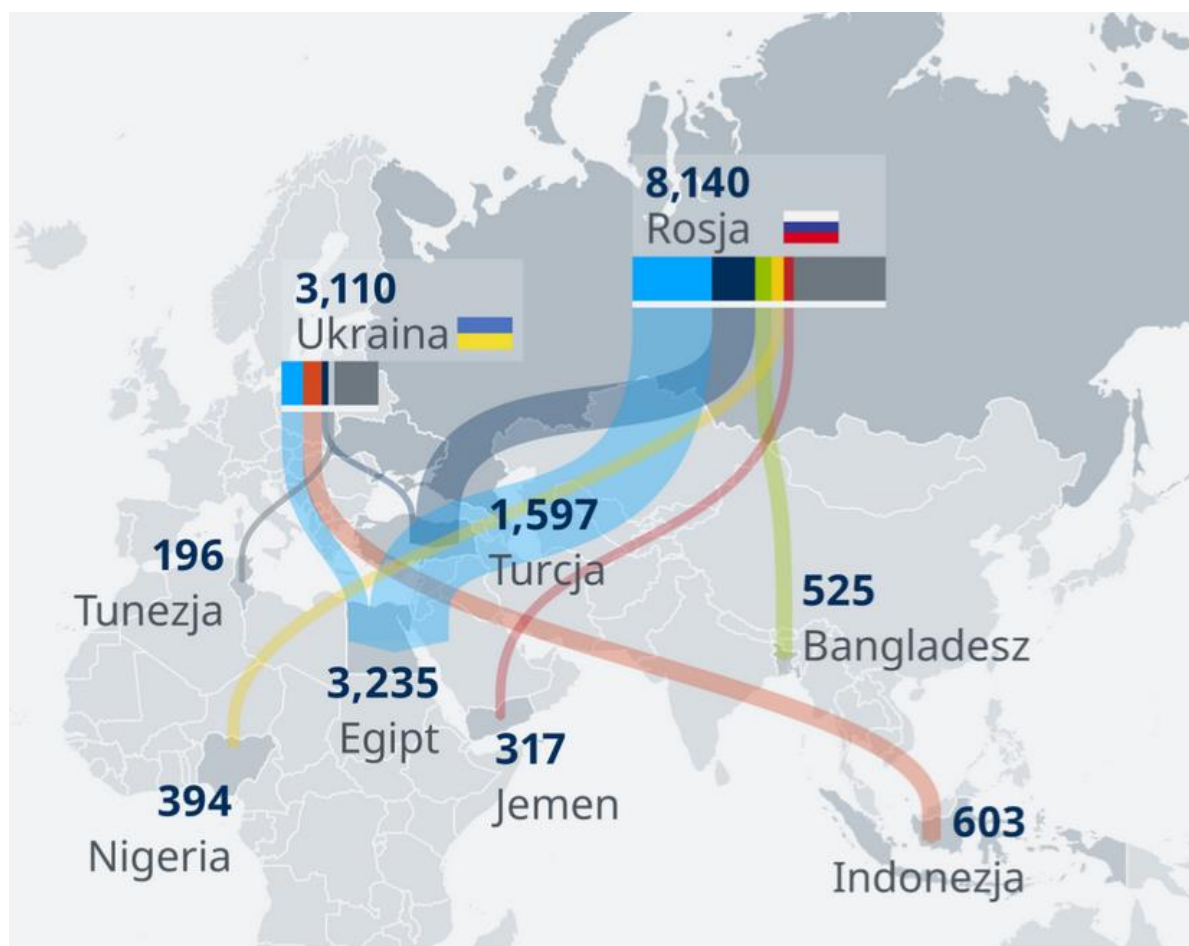 8,140
Rosja
3,110
Ukraina
1,597
Turcja
196
Tunezja
525
Bangladesz
3,235
Egipt
317
Jemen
394
Nigeria
603
Indonezja